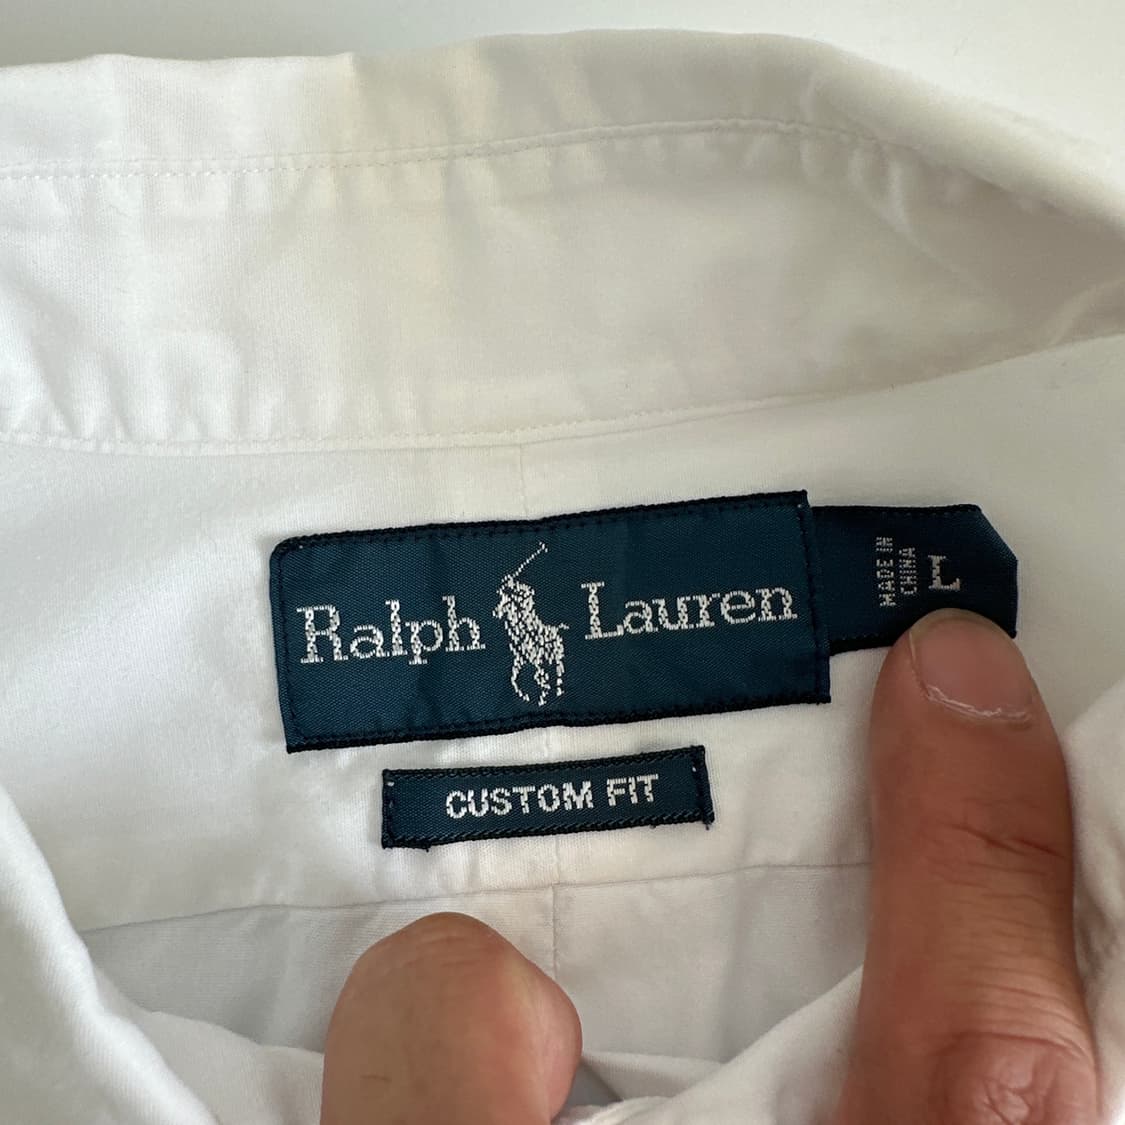 Ralph Lauren
MADE IN
CHINA
L
CUSTOM FIT